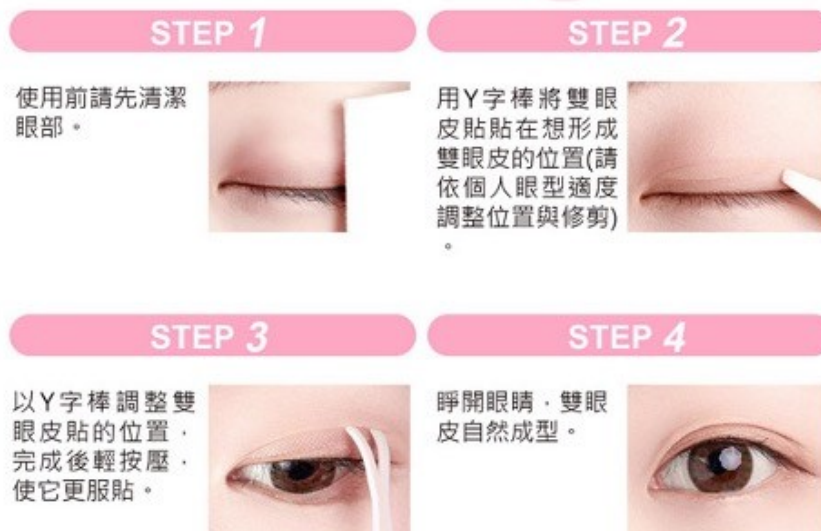 STEP 1
使用前請先清潔
眼部。
STEP 2
用Y字棒將雙眼
皮貼貼在想形成
雙眼皮的位置(請
依個人眼型適度
調整位置與修剪)
。
STEP 3
以Y字棒調整雙
眼皮貼的位置，
完成後輕按壓，
使它更服貼。
STEP 4
睜開眼睛，雙眼
皮自然成型。